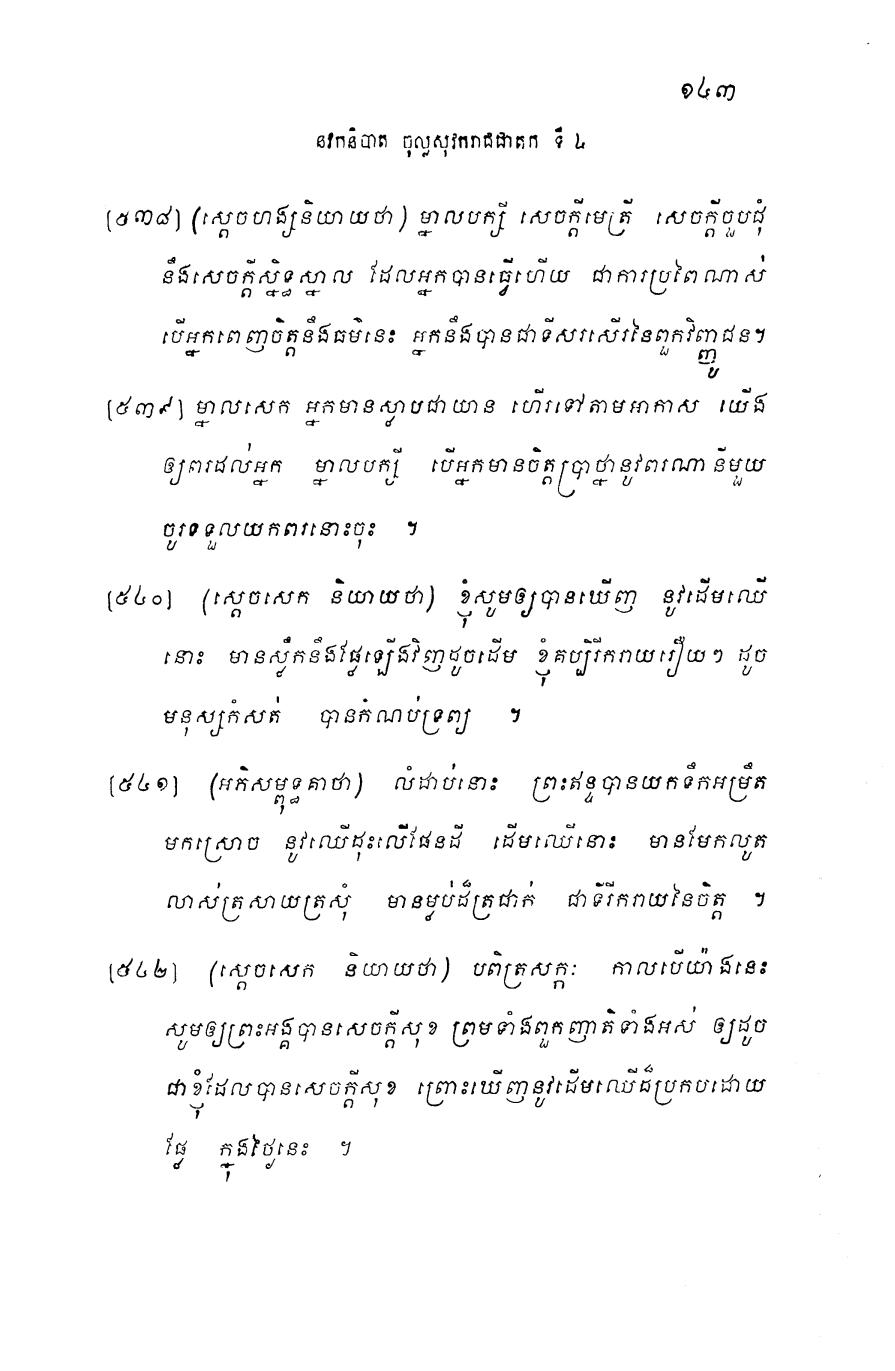 ១៤៣
នវកនិបាត ចុល្លសុវករាជជាតក ទី ៤
[៥៣៨] (ស្តេចហង្សនិយាយថា) ម្នាលបក្សី សេចក្តីមេត្រី សេចក្តីចួបជុំ
នឹងសេចក្តីស្និទ្ធស្នាល ដែលអ្នកបានធ្វើហើយ ជាការប្រពៃណាស់
បើអ្នកពេញចិត្តនឹងធម៌នេះ អ្នកនឹងបានជាទីសរសើរនៃពួកវិញ្ញូជន។
[៥៣៩] ម្នាលសេក អ្នកមានស្លាបជាយាន ហើរទៅតាមអាកាស យើង
ឲ្យពរដល់អ្នក ម្នាលបក្សី បើអ្នកមានចិត្តប្រាថ្នានូវពរណានីមួយ
ចូរទទួលយកពរនោះចុះ ។
[៥៤០] (ស្តេចសេក និយាយថា) ខ្ញុំសូមឲ្យបានឃើញ នូវដើមឈើ
នោះ មានស្លឹកនឹងផ្លែឡើងវិញដូចដើម ខ្ញុំគប្បីរីករាយរឿយៗ ដូច
មនុស្សកំសត់ បានកំណប់ទ្រព្យ ។
[៥៤១] (អភិសម្ពុទ្ធគាថា) លំដាប់នោះ ព្រះឥន្ទបានយកទឹកអម្រឹត
មកស្រោច នូវឈើដុះលើផែនដី ដើមឈើនោះ មានមែកលូត
លាស់ត្រសាយត្រសុំ មានម្លប់ដ៏ត្រជាក់ ជាទីរីករាយនៃចិត្ត ។
[៥៤២] (ស្តេចសេក និយាយថា) បពិត្រសក្កៈ កាលបើយ៉ាងនេះ
សូមឲ្យព្រះអង្គបានសេចក្តីសុខ ព្រមទាំងពួកញាតិទាំងអស់ ឲ្យដូច
ជាខ្ញុំដែលបានសេចក្តីសុខ ព្រោះឃើញនូវដើមឈើដ៏ប្រកបដោយ
ផ្លែ ក្នុងថ្ងៃនេះ ។